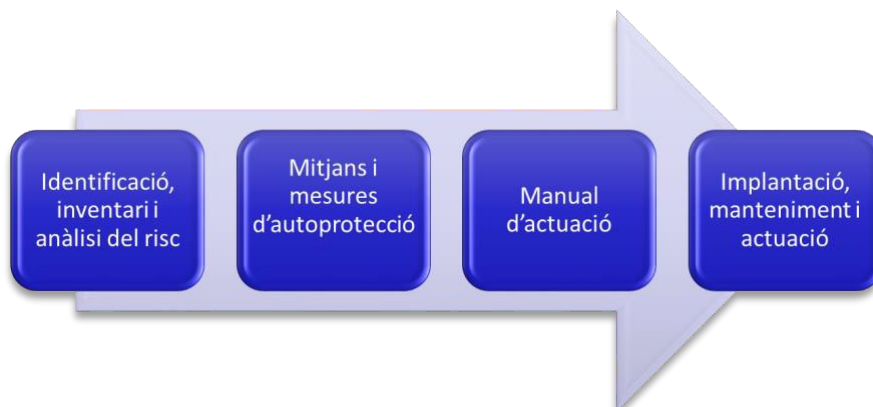 Identificació,
inventari i
anàlisi del risc
Mitjans i
mesures
d'autoprotecció
Manual
d'actuació
Implantació,
manteniment i
actuació